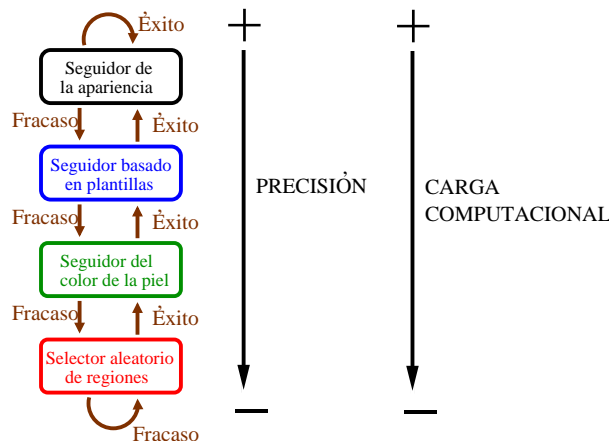 Éxito
Seguidor de
la apariencia
Fracaso
Éxito
Seguidor basado
en plantillas
Fracaso
Éxito
Seguidor del
color de la piel
Fracaso
Éxito
Selector aleatorio
de regiones
Fracaso
+
PRECISIÓN
−
+
CARGA
COMPUTACIONAL
−